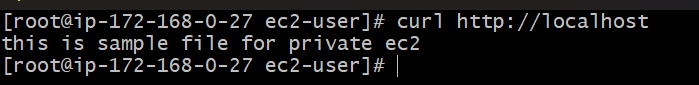 [root@ip-172-168-0-27 ec2-user]# curl http://localhost
this is sample file for private ec2
[root@ip-172-168-0-27 ec2-user]#